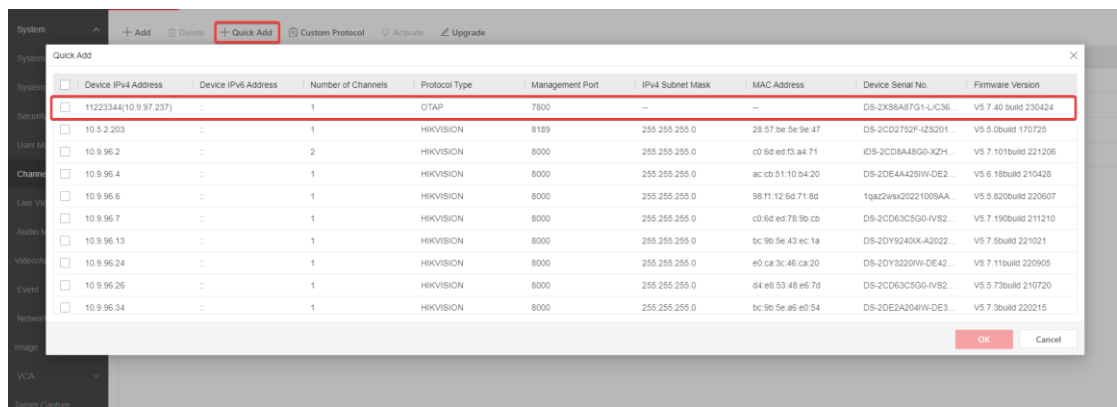 System
+ Add Delete + Quick Add Custom Protocol Activate Upgrade
System
Quick Add
Device IPv4 Address Device IPv6 Address Number of Channels Protocol Type Management Port IPv4 Subnet Mask MAC Address Device Serial No. Firmware Version
System
11223344(10.9.97.237) :: 1 OTAP 7800 -- -- DS-2XS6A87G1-L/C36... V5.7.40 build 230424
Security
10.5.2.203 :: 1 HIKVISION 8189 255.255.255.0 28:57:be:5e:9e:47 DS-2CD2752F-IZS201... V5.5.0build 170725
User Ma
10.9.96.2 :: 2 HIKVISION 8000 255.255.255.0 c0:6d:ed:f3:a4:71 iDS-2CD8A48G0-XZH... V5.7.101build 221206
Channe
10.9.96.4 :: 1 HIKVISION 8000 255.255.255.0 ac:cb:51:10:b4:20 DS-2DE4A425IW-DE2... V5.6.18build 210428
Live Vie
10.9.96.6 :: 1 HIKVISION 8000 255.255.255.0 98:f1:12:6d:71:8d 1qaz2wsx20221009AA... V5.5.820build 220607
10.9.96.7 :: 1 HIKVISION 8000 255.255.255.0 c0:6d:ed:78:9b:cb DS-2CD63C5G0-IVS2... V5.7.190build 211210
Audio M
10.9.96.13 :: 1 HIKVISION 8000 255.255.255.0 bc:9b:5e:43:ec:1a DS-2DY9240IX-A2022... V5.7.5build 221021
Video/Au
10.9.96.24 :: 1 HIKVISION 8000 255.255.255.0 e0:ca:3c:46:ca:20 DS-2DY3220IW-DE42... V5.7.11build 220905
Event
10.9.96.26 :: 1 HIKVISION 8000 255.255.255.0 d4:e8:53:48:e6:7d DS-2CD63C5G0-IVS2... V5.5.73build 210720
10.9.96.34 :: 1 HIKVISION 8000 255.255.255.0 bc:9b:5e:a6:e0:54 DS-2DE2A204IW-DE3... V5.7.3build 220215
Network
OK Cancel
Image
VCA
Target Capture